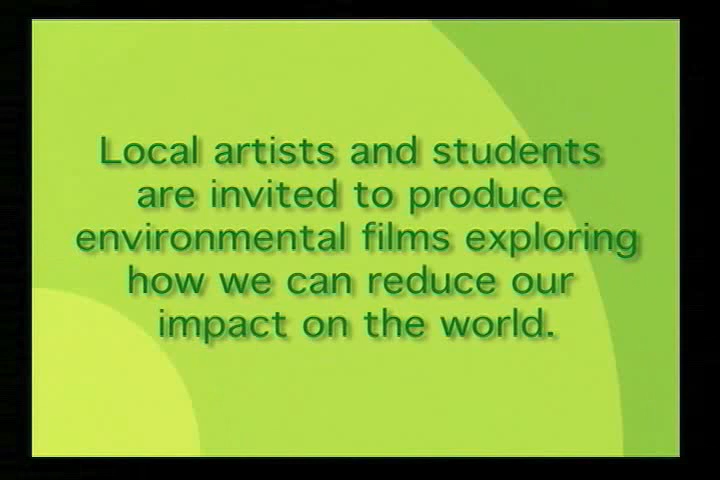 Local artists and students
are invited to produce
environmental films exploring
how we can reduce our
impact on the world.